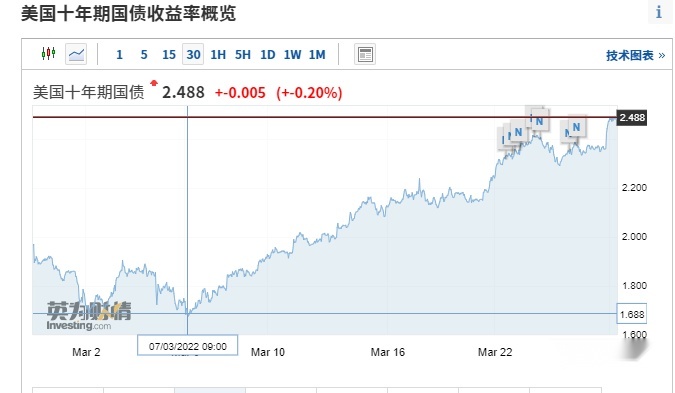 美国十年期国债收益率概览
i
1 5 15 30 1H 5H 1D 1W 1M 技术图表 »
美国十年期国债 2.488 +-0.005 (+-0.20%)
N N N N
2.488
2.200
2.000
1.800
英为财情
Investing.com
1.688
1.600
07/03/2022 09:00
Mar 2 Mar 10 Mar 16 Mar 22